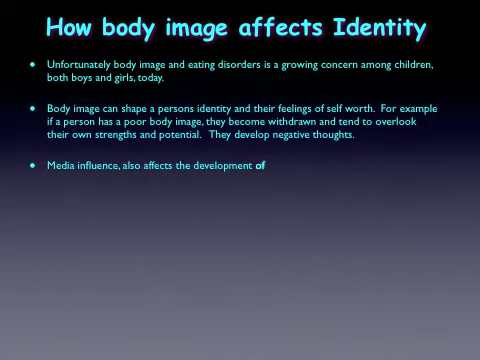 How body image affects Identity
• Unfortunately body image and eating disorders is a growing concern among children,
both boys and girls, today.
• Body image can shape a persons identity and their feelings of self worth. For example
if a person has a poor body image, they become withdrawn and tend to overlook
their own strengths and potential. They develop negative thoughts.
• Media influence, also affects the development of